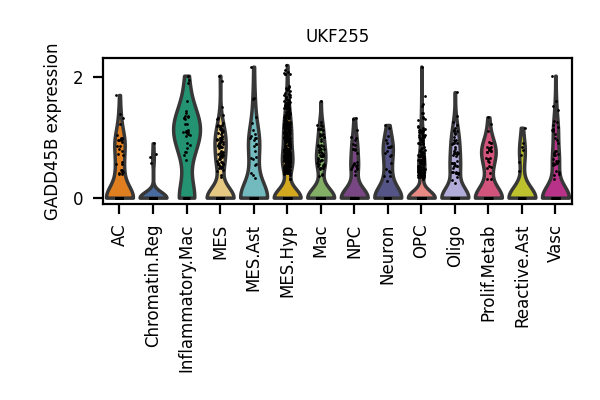 UKF255
GADD45B expression
2
0
AC
Chromatin.Reg
Inflammatory.Mac
MES
MES.Ast
MES.Hyp
Mac
NPC
Neuron
OPC
Oligo
Prolif.Metab
Reactive.Ast
Vasc